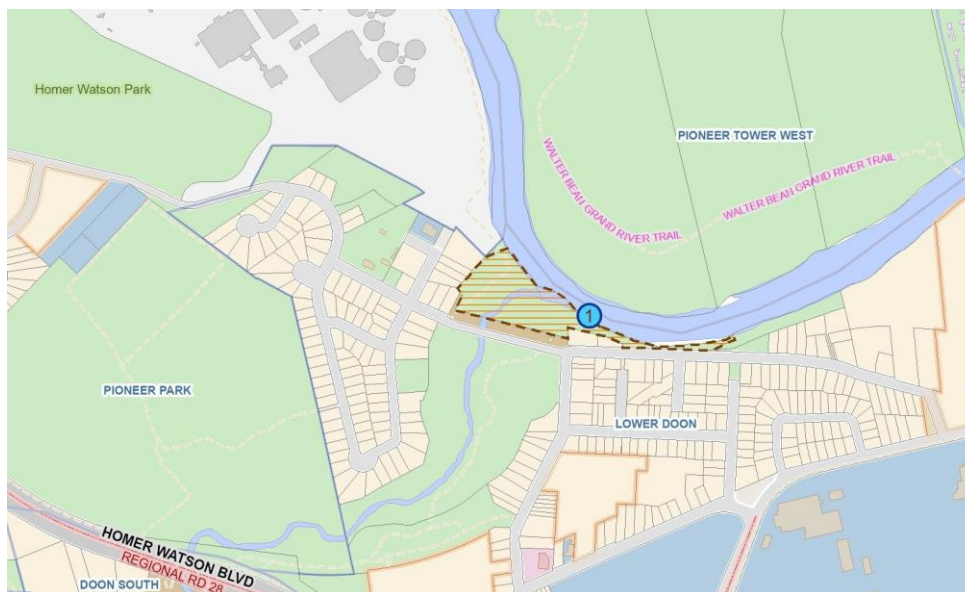 Homer Watson Park
PIONEER TOWER WEST
WALTER BEAN GRAND RIVER TRAIL
WALTER BEAN GRAND RIVER TRAIL
1
PIONEER PARK
LOWER DOON
HOMER WATSON BLVD
REGIONAL RD 28
DOON SOUTH